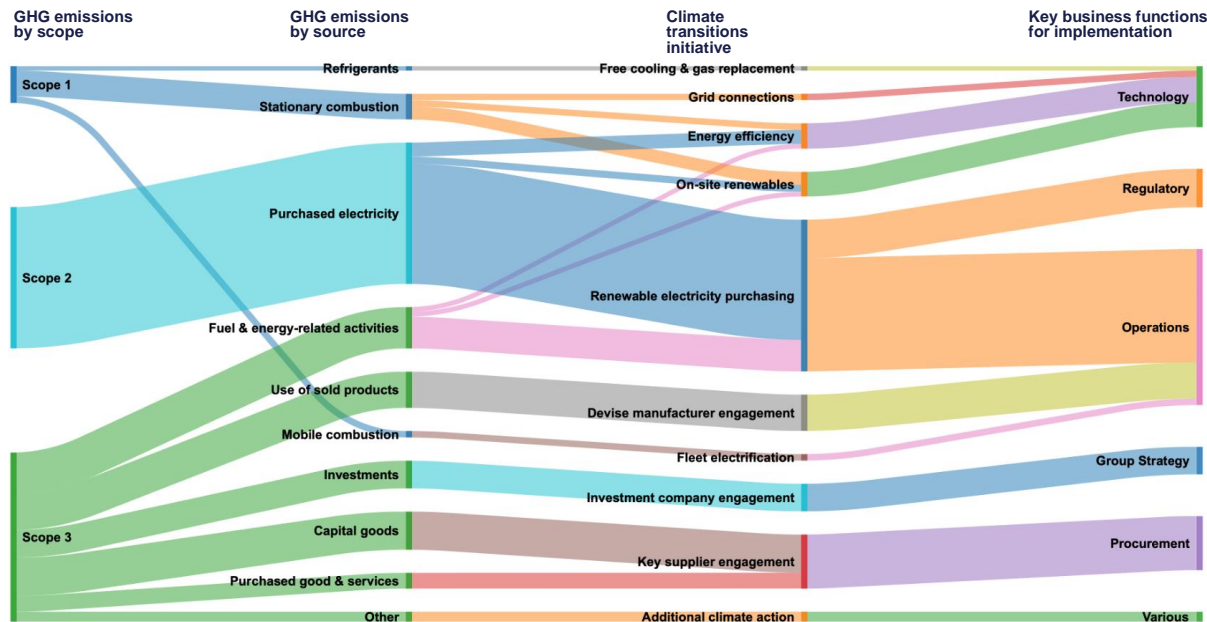 GHG emissions
by scope
GHG emissions
by source
Climate
transitions
initiative
Key business functions
for implementation
Scope 1
Scope 2
Scope 3
Refrigerants
Stationary combustion
Purchased electricity
Fuel & energy-related activities
Use of sold products
Mobile combustion
Investments
Capital goods
Purchased good & services
Other
Free cooling & gas replacement
Grid connections
Energy efficiency
On-site renewables
Renewable electricity purchasing
Devise manufacturer engagement
Fleet electrification
Investment company engagement
Key supplier engagement
Additional climate action
Technology
Regulatory
Operations
Group Strategy
Procurement
Various